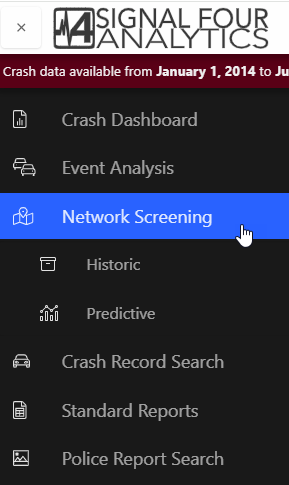 SIGNAL FOUR
ANALYTICS
Crash data available from January 1, 2014 to
Crash Dashboard
Event Analysis
Network Screening
Historic
Predictive
Crash Record Search
Standard Reports
Police Report Search